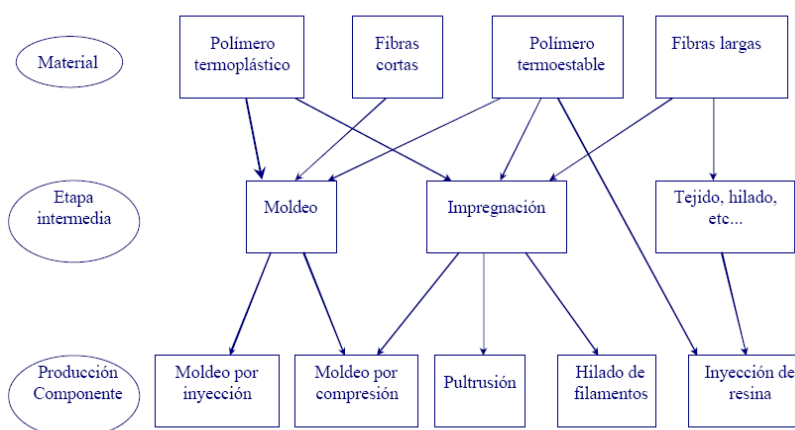 Material
Polímero
termoplástico
Fibras
cortas
Polímero
termoestable
Fibras largas
Etapa
intermedia
Moldeo
Impregnación
Tejido, hilado,
etc...
Producción
Componente
Moldeo por
inyección
Moldeo por
compresión
Pultrusión
Hilado de
filamentos
Inyección de
resina